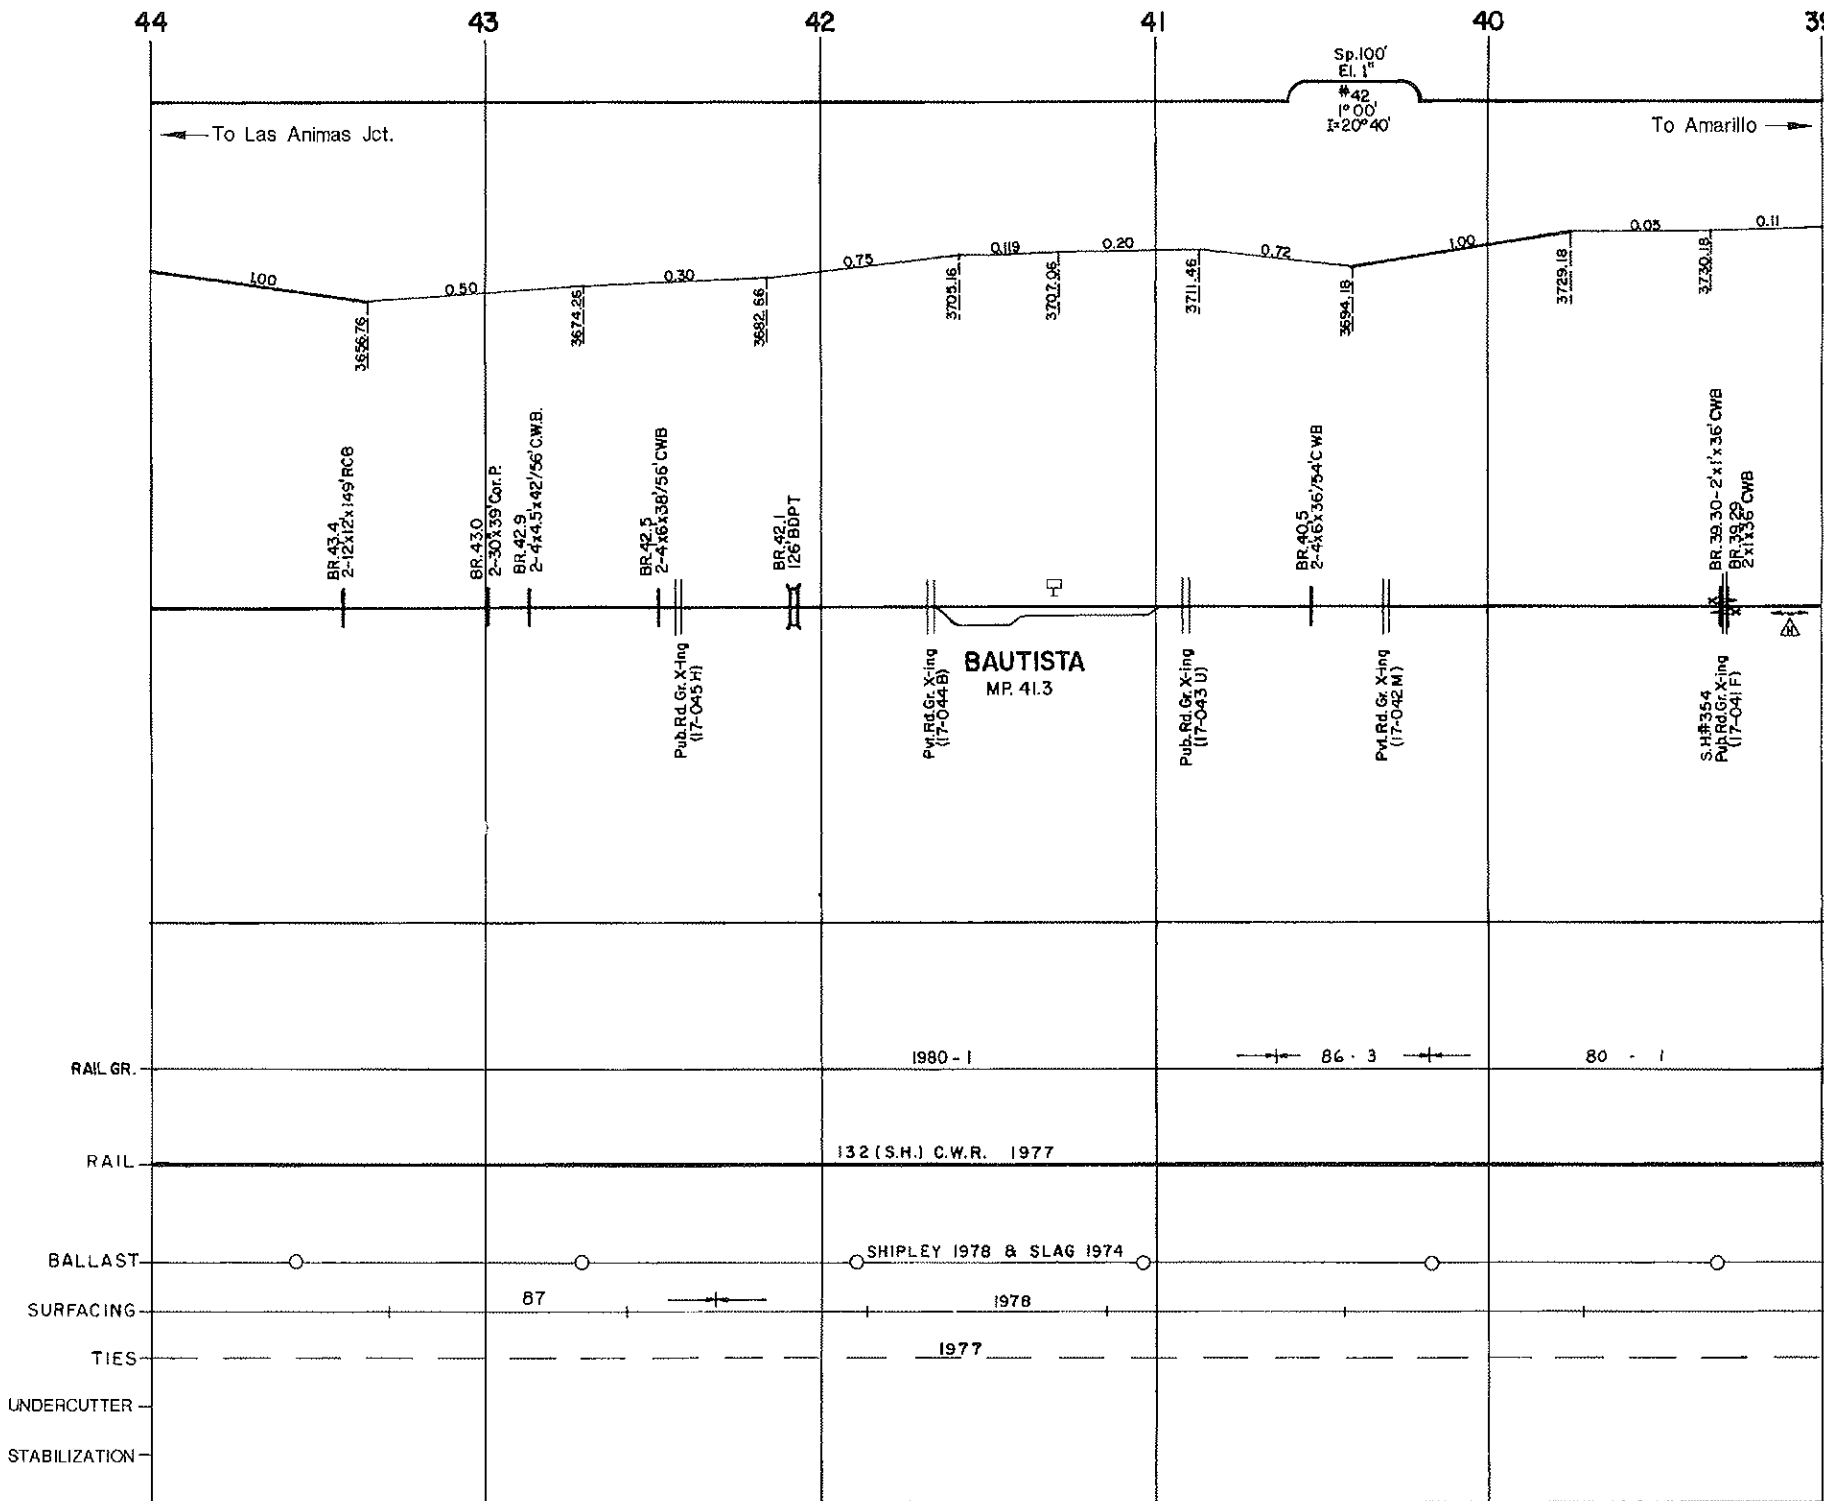 44 43 42 41 40 39
Sp.100'
El. 1"
#42
1° 00'
I=20°40'
To Las Animas Jct.
To Amarillo
1.00 0.50 0.30 0.75 0.119 0.20 0.72 1.00 0.03 0.11
3656.76 3674.26 3682.66 3705.16 3707.06 3711.46 3694.18 3729.18 3730.18
BR.43.4
2-12'x12'x149' RCB
BR.43.0
2-30"x39' Cor. P.
BR.42.9
2-4'x4.5'x42'/56' C.W.B.
BR.42.5
2-4'x6'x38'/56' CWB
BR.42.1
126' BDPT
BR.40.5
2-4'x6'x36'/54' CWB
BR.39.30-2'x1'x36' CWB
BR.39.29
2'x1'x36' CWB
Pub.Rd.Gr.X-ing
(17-045H)
Pvt.Rd.Gr.X-ing
(17-044B)
BAUTISTA
MP. 41.3
Pub.Rd.Gr.X-ing
(17-043U)
Pvt.Rd.Gr.X-ing
(17-042M)
S.H.#354
Pub.Rd.Gr.X-ing
(17-041F)
RAIL GR. 1980-1 86-3 80-1
RAIL 132 (S.H.) C.W.R. 1977
BALLAST SHIPLEY 1978 & SLAG 1974
SURFACING 87 1978
TIES 1977
UNDERCUTTER
STABILIZATION